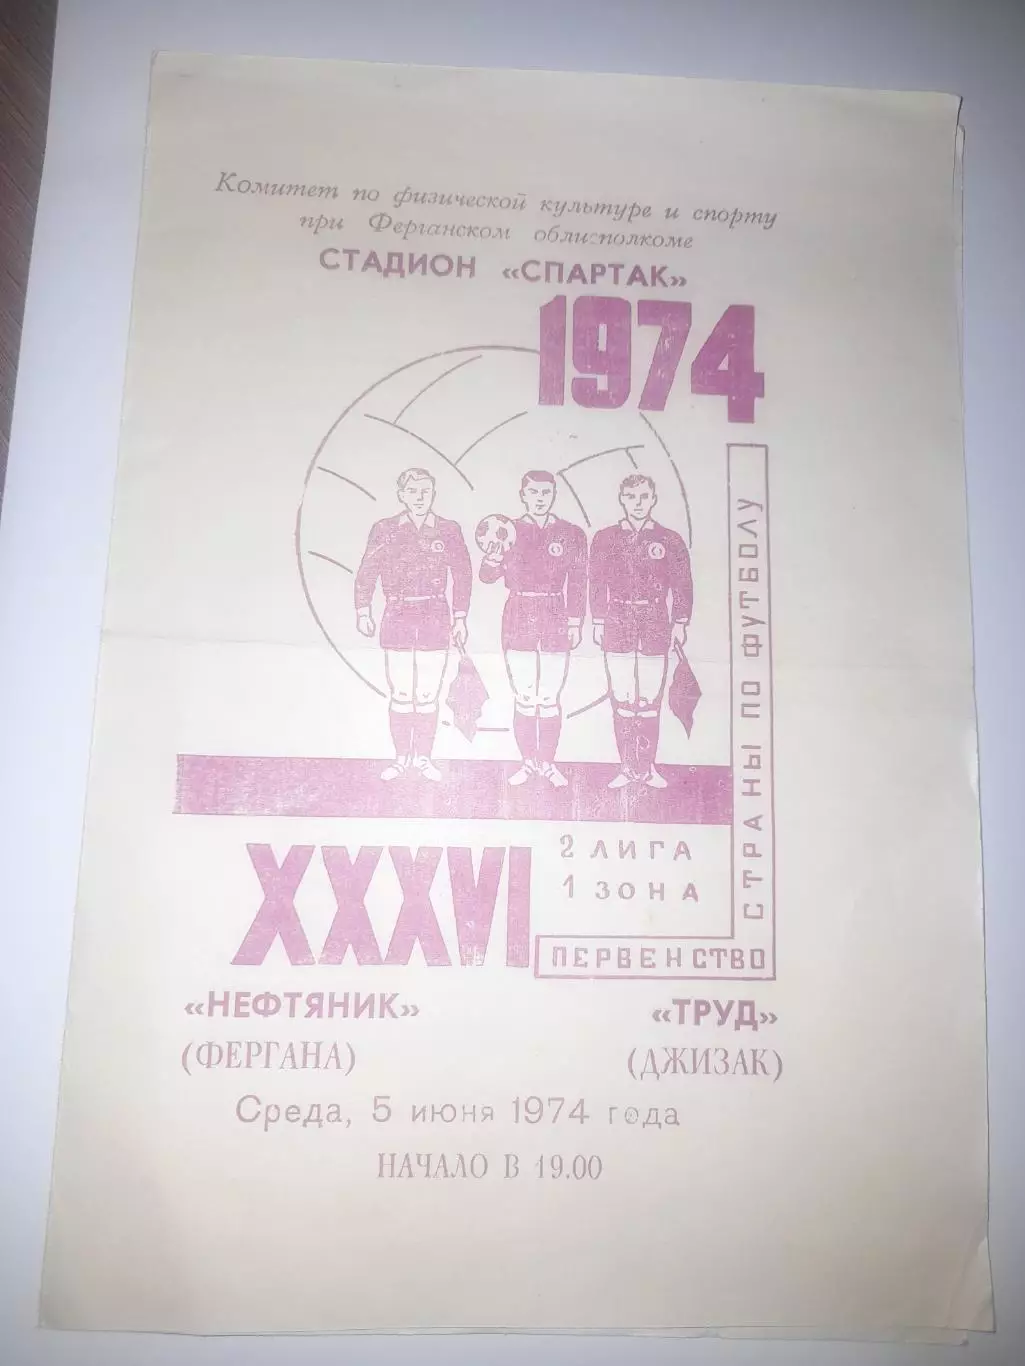 Комитет по физической культуре и спорту
при Ферганском облисполкоме
СТАДИОН «СПАРТАК»
1974
XXXVI
2 ЛИГА
1 ЗОНА
ПЕРВЕНСТВО
СТРАНЫ ПО ФУТБОЛУ
«НЕФТЯНИК» «ТРУД»
(ФЕРГАНА) (ДЖИЗАК)
Среда, 5 июня 1974 года
НАЧАЛО В 19.00